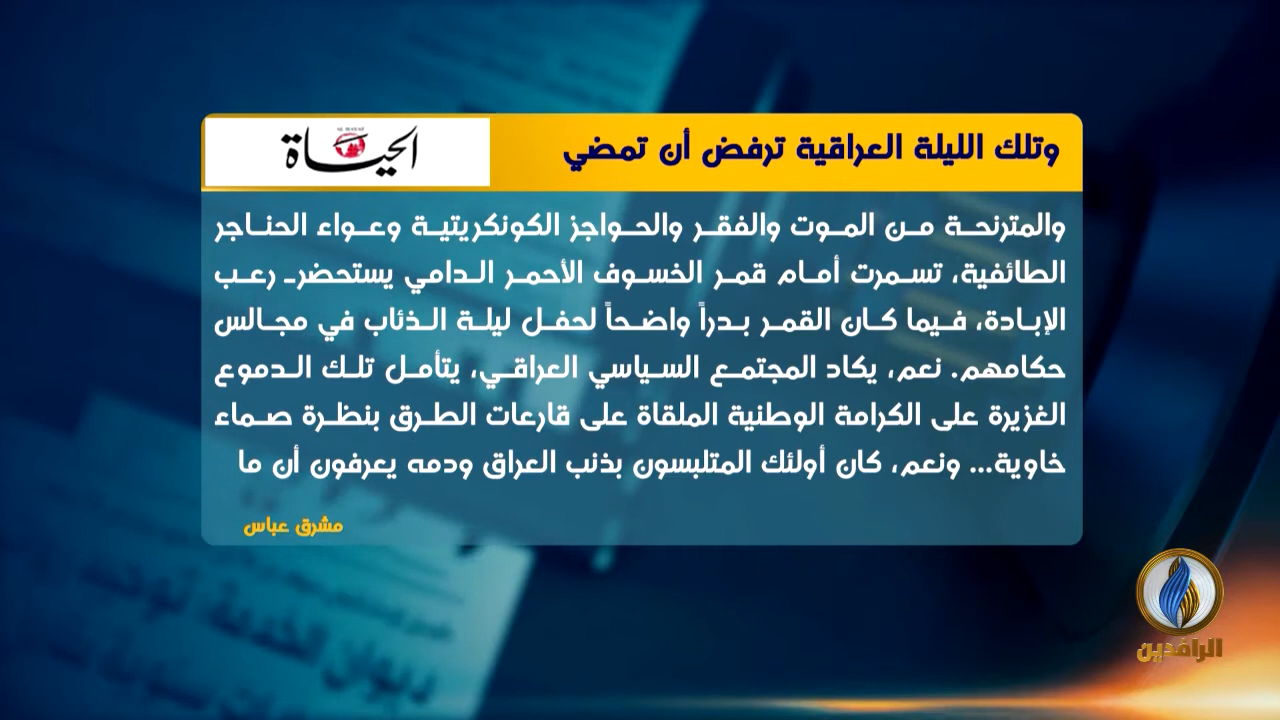 وتلك الليلة العراقية ترفض أن تمضي
الحياة
والمترنحة من الموت والفقر والحواجز الكونكريتية وعواء الحناجر
الطائفية، تسمرت أمام قمر الخسوف الأحمر الدامي يستحضر رعب
الإبادة، فيما كان القمر بدراً واضحاً لحفل ليلة الذئاب في مجالس
حكامهم. نعم، يكاد المجتمع السياسي العراقي، يتأمل تلك الدموع
الغزيرة على الكرامة الوطنية الملقاة على قارعات الطرق بنظرة صماء
خاوية... ونعم، كان أولئك المتلبسون بذنب العراق ودمه يعرفون أن ما
مشرق عباس
الرافدين
ديوان الخدمة: توحيد